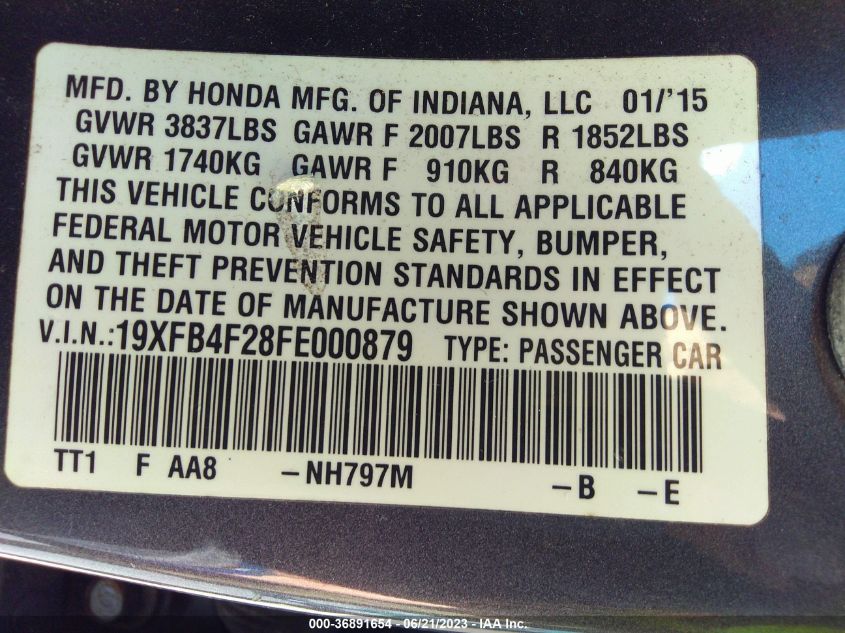 MFD. BY HONDA MFG. OF INDIANA, LLC 01/'15
GVWR 3837LBS GAWR F 2007LBS R 1852LBS
GVWR 1740KG GAWR F 910KG R 840KG
THIS VEHICLE CONFORMS TO ALL APPLICABLE
FEDERAL MOTOR VEHICLE SAFETY, BUMPER,
AND THEFT PREVENTION STANDARDS IN EFFECT
ON THE DATE OF MANUFACTURE SHOWN ABOVE.
V.I.N.:19XFB4F28FE000879 TYPE: PASSENGER CAR
TT1 F AA8 –NH797M –B –E
000-36891654 - 06/21/2023 - IAA Inc.